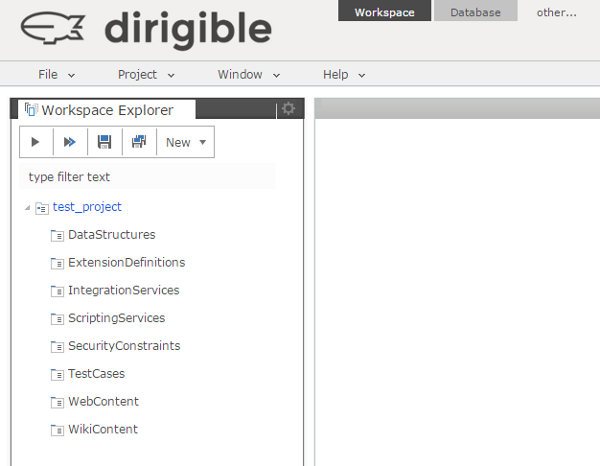 dirigible
Workspace Database other...
File Project Window Help
Workspace Explorer
New
type filter text
test_project
DataStructures
ExtensionDefinitions
IntegrationServices
ScriptingServices
SecurityConstraints
TestCases
WebContent
WikiContent